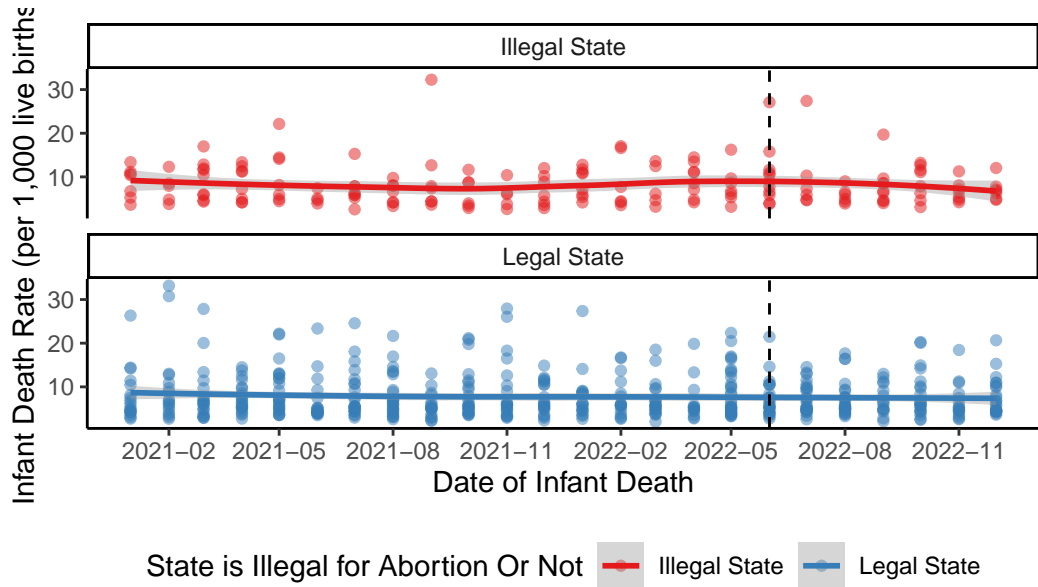 Infant Death Rate (per 1,000 live births
Illegal State
30
20
10
Legal State
30
20
10
2021−02 2021−05 2021−08 2021−11 2022−02 2022−05 2022−08 2022−11
Date of Infant Death
State is Illegal for Abortion Or Not Illegal State Legal State